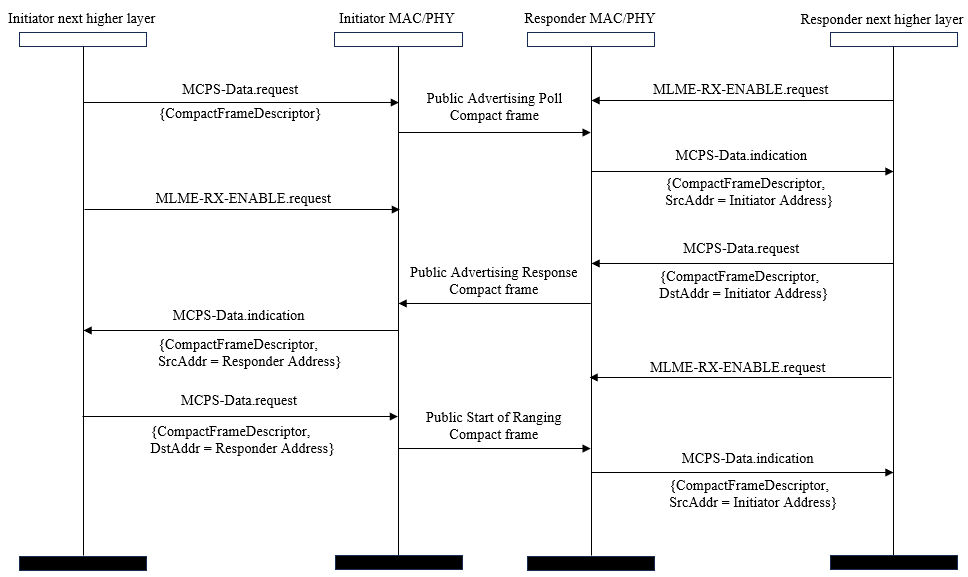 Initiator next higher layer
Initiator MAC/PHY
Responder MAC/PHY
Responder next higher layer
MCPS-Data.request
{CompactFrameDescriptor}
Public Advertising Poll
Compact frame
MLME-RX-ENABLE.request
MCPS-Data.indication
{CompactFrameDescriptor,
SrcAddr = Initiator Address}
MLME-RX-ENABLE.request
MCPS-Data.request
{CompactFrameDescriptor,
DstAddr = Initiator Address}
Public Advertising Response
Compact frame
MCPS-Data.indication
{CompactFrameDescriptor,
SrcAddr = Responder Address}
MLME-RX-ENABLE.request
MCPS-Data.request
{CompactFrameDescriptor,
DstAddr = Responder Address}
Public Start of Ranging
Compact frame
MCPS-Data.indication
{CompactFrameDescriptor,
SrcAddr = Initiator Address}